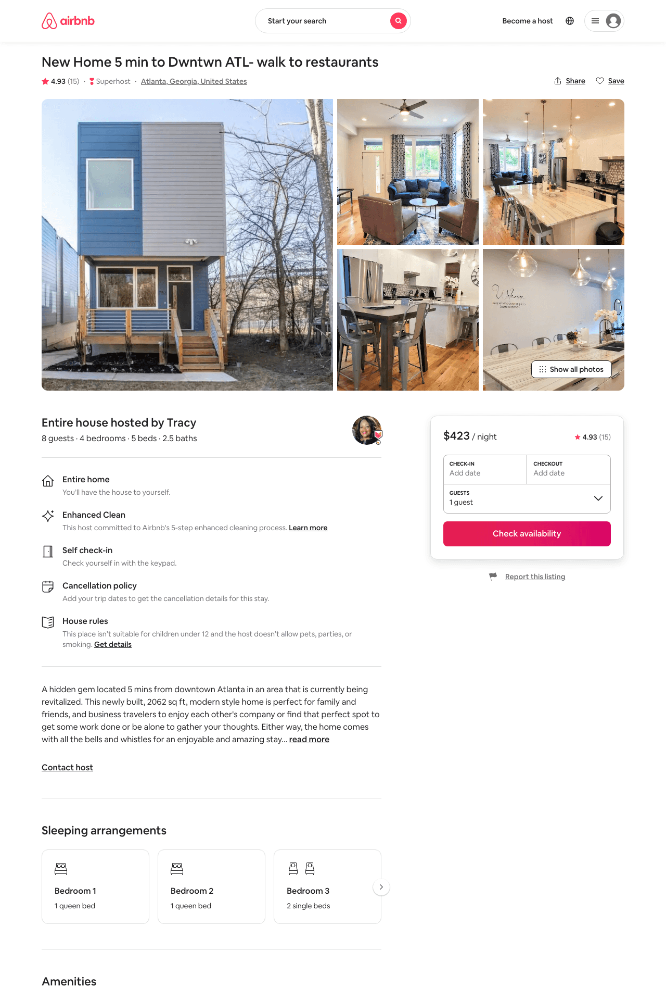 airbnb
Start your search
Become a host
New Home 5 min to Dwntwn ATL- walk to restaurants
4.93 (15) · Superhost · Atlanta, Georgia, United States
Share
Save
Welcome
Show all photos
Entire house hosted by Tracy
8 guests · 4 bedrooms · 5 beds · 2.5 baths
$423 / night
4.93 (15)
CHECK-IN
Add date
CHECKOUT
Add date
GUESTS
1 guest
Check availability
Report this listing
Entire home
You’ll have the house to yourself.
Enhanced Clean
This host committed to Airbnb's 5-step enhanced cleaning process. Learn more
Self check-in
Check yourself in with the keypad.
Cancellation policy
Add your trip dates to get the cancellation details for this stay.
House rules
This place isn’t suitable for children under 12 and the host doesn’t allow pets, parties, or
smoking. Get details
A hidden gem located 5 mins from downtown Atlanta in an area that is currently being
revitalized. This newly built, 2062 sq ft, modern style home is perfect for family and
friends, and business travelers to enjoy each other's company or find that perfect spot to
get some work done or be alone to gather your thoughts. Either way, the home comes
with all the bells and whistles for an enjoyable and amazing stay... read more
Contact host
Sleeping arrangements
Bedroom 1
1 queen bed
Bedroom 2
1 queen bed
Bedroom 3
2 single beds
Amenities